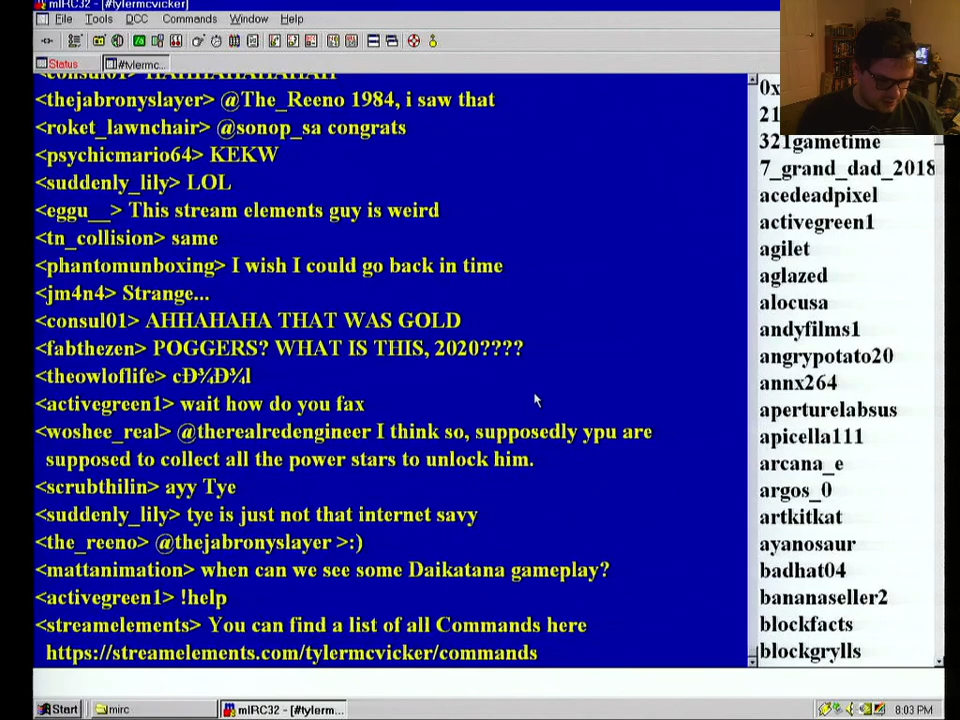 mIRC32 - [#tylermcvicker]
File Tools DCC Commands Window Help
Status #tylermc...
<consul01> HAHHAHAHAHAH
<thejabronyslayer> @The_Reeno 1984, i saw that
<roket_lawnchair> @sonop_sa congrats
<psychicmario64> KEKW
<suddenly_lily> LOL
<eggu__> This stream elements guy is weird
<tn_collision> same
<phantomunboxing> I wish I could go back in time
<jm4n4> Strange...
<consul01> AHHAHAHA THAT WAS GOLD
<fabthezen> POGGERS? WHAT IS THIS, 2020????
<theowloflife> cÐ¾Ð¾l
<activegreen1> wait how do you fax
<woshee_real> @therealredengineer I think so, supposedly ypu are
supposed to collect all the power stars to unlock him.
<scrubthilin> ayy Tye
<suddenly_lily> tye is just not that internet savy
<the_reeno> @thejabronyslayer >:)
<mattanimation> when can we see some Daikatana gameplay?
<activegreen1> !help
<streamelements> You can find a list of all Commands here
https://streamelements.com/tylermcvicker/commands
0x
21
321gametime
7_grand_dad_2018
acedeadpixel
activegreen1
agilet
aglazed
alocusa
andyfilms1
angrypotato20
annx264
aperturelabsus
apicella111
arcana_e
argos_0
artkitkat
ayanosaur
badhat04
bananaseller2
blockfacts
blockgrylls
Start mirc mIRC32 - [#tylerm... 8:03 PM